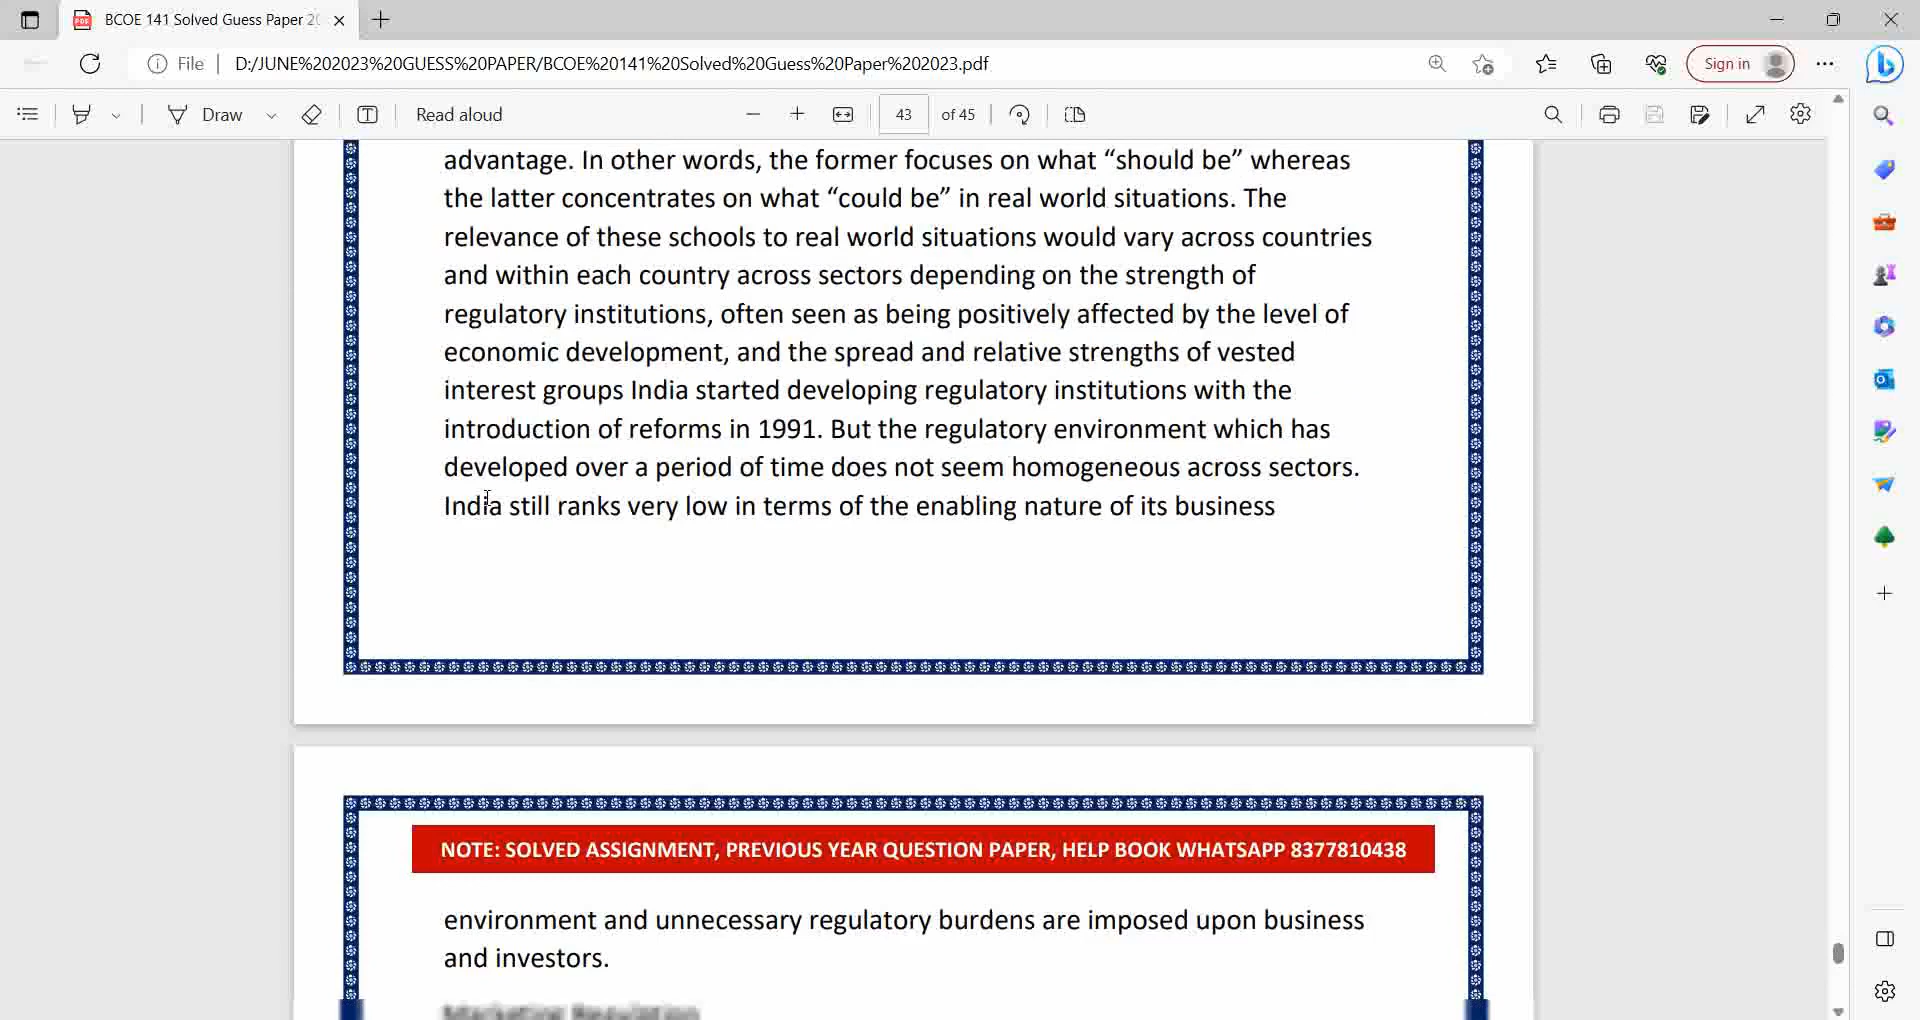 BCOE 141 Solved Guess Paper 20
File
D:/JUNE%202023%20GUESS%20PAPER/BCOE%20141%20Solved%20Guess%20Paper%202023.pdf
Sign in
Draw
Read aloud
43 of 45
advantage. In other words, the former focuses on what “should be” whereas
the latter concentrates on what “could be” in real world situations. The
relevance of these schools to real world situations would vary across countries
and within each country across sectors depending on the strength of
regulatory institutions, often seen as being positively affected by the level of
economic development, and the spread and relative strengths of vested
interest groups India started developing regulatory institutions with the
introduction of reforms in 1991. But the regulatory environment which has
developed over a period of time does not seem homogeneous across sectors.
India still ranks very low in terms of the enabling nature of its business
NOTE: SOLVED ASSIGNMENT, PREVIOUS YEAR QUESTION PAPER, HELP BOOK WHATSAPP 8377810438
environment and unnecessary regulatory burdens are imposed upon business
and investors.